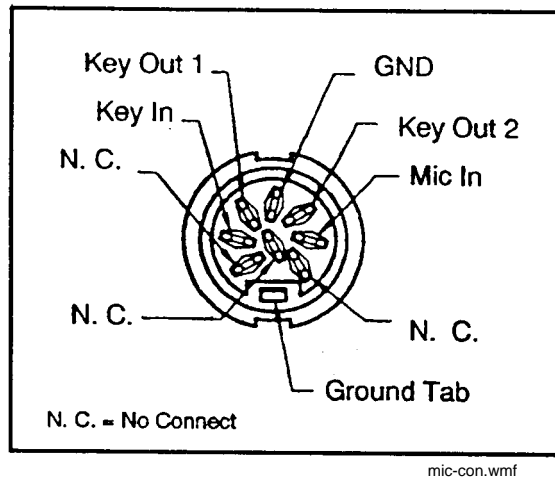 Key Out 1
GND
Key In
Key Out 2
N. C.
Mic In
N. C.
N. C.
Ground Tab
N. C. = No Connect
mic-con.wmf